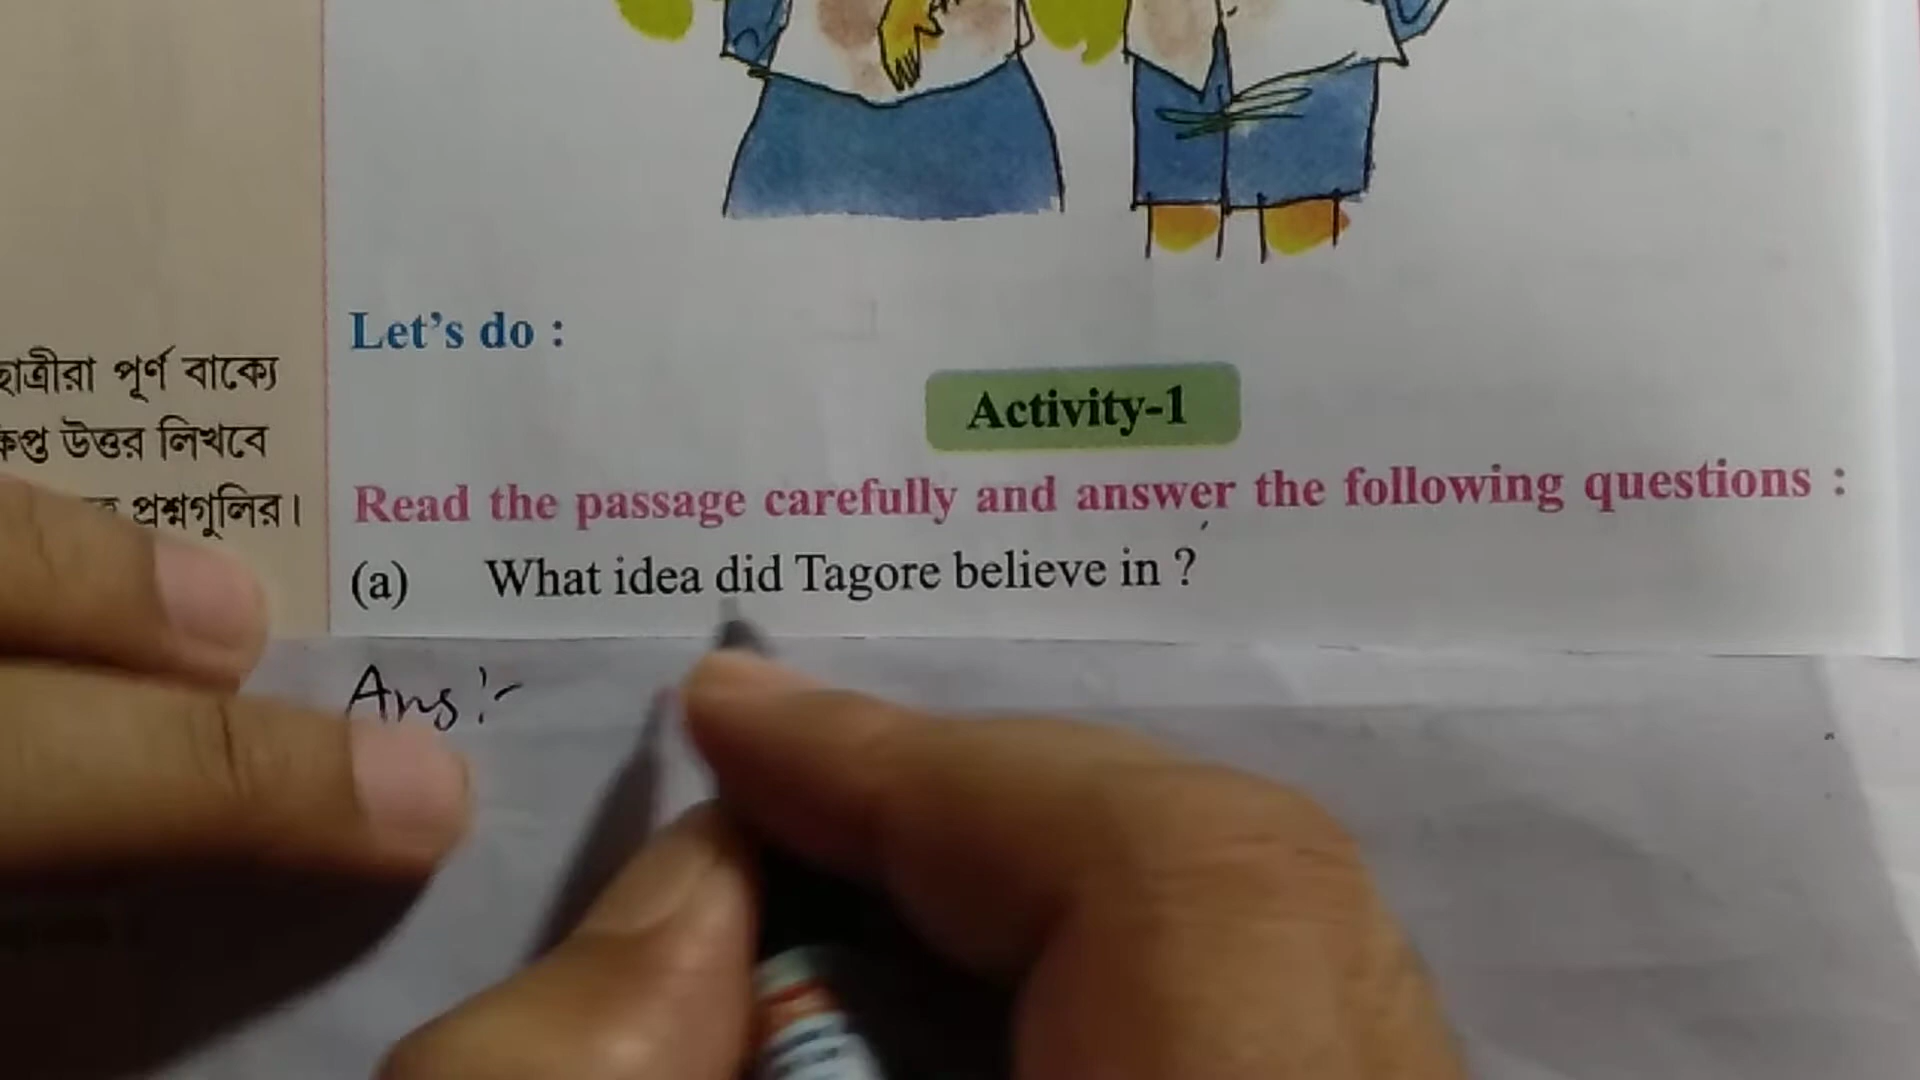 Let's do :
Activity-1
ছাত্রীরা পূর্ণ বাক্যে
উত্তর লিখবে
প্রশ্নগুলির।
Read the passage carefully and answer the following questions :
(a) What idea did Tagore believe in ?
Ans :-